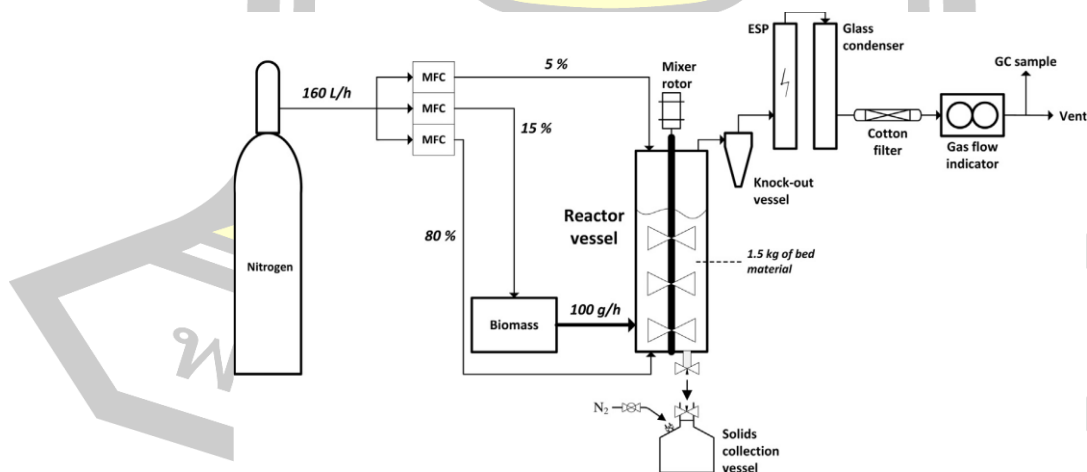 ESP
Glass
condenser
Mixer
rotor
GC sample
160 L/h
MFC
5 %
MFC
15 %
MFC
Vent
Cotton
filter
Gas flow
indicator
Knock-out
vessel
Reactor
vessel
80 %
1.5 kg of bed
material
Nitrogen
Biomass
100 g/h
N₂
Solids
collection
vessel